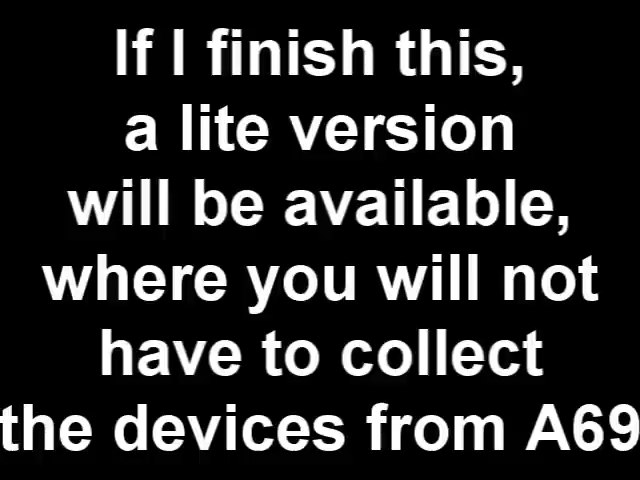 If I finish this,
a lite version
will be available,
where you will not
have to collect
the devices from A69